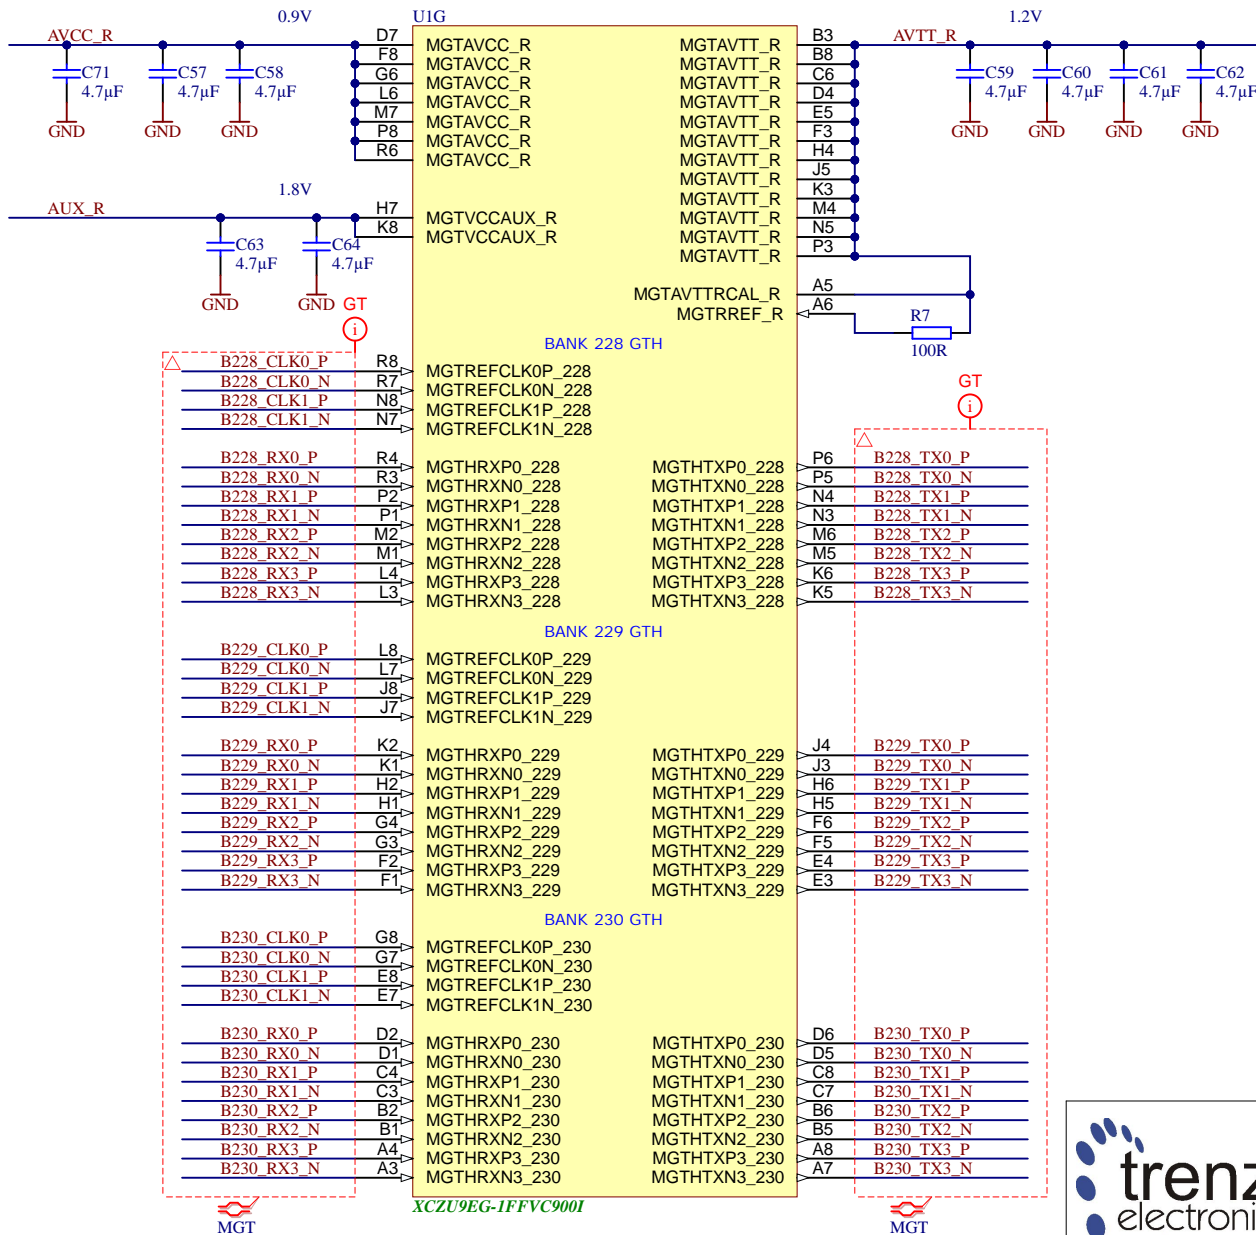 0.9V
U1G
1.2V
AVCC_R
D7
MGTAVCC_R
MGTAVTT_R
B3
AVTT_R
F8
MGTAVCC_R
MGTAVTT_R
B8
C71
4.7µF
C57
4.7µF
C58
4.7µF
G6
MGTAVCC_R
MGTAVTT_R
C6
C59
4.7µF
C60
4.7µF
C61
4.7µF
C62
4.7µF
L6
MGTAVCC_R
MGTAVTT_R
D4
M7
MGTAVCC_R
MGTAVTT_R
E5
GND
GND
GND
P8
MGTAVCC_R
MGTAVTT_R
F3
GND
GND
GND
GND
R6
MGTAVCC_R
MGTAVTT_R
H4
MGTAVTT_R
J5
1.8V
MGTAVTT_R
K3
AUX_R
H7
MGTVCCAUX_R
MGTAVTT_R
M4
K8
MGTVCCAUX_R
MGTAVTT_R
N5
C63
4.7µF
C64
4.7µF
MGTAVTT_R
P3
GND
GND
MGTAVTTRCAL_R
A5
MGTRREF_R
A6
R7
100R
GT
i
BANK 228 GTH
B228_CLK0_P R8 MGTREFCLK0P_228
B228_CLK0_N R7 MGTREFCLK0N_228
B228_CLK1_P N8 MGTREFCLK1P_228
B228_CLK1_N N7 MGTREFCLK1N_228
GT
i
B228_RX0_P R4 MGTHRXP0_228 MGTHTXP0_228 P6 B228_TX0_P
B228_RX0_N R3 MGTHRXN0_228 MGTHTXN0_228 P5 B228_TX0_N
B228_RX1_P P2 MGTHRXP1_228 MGTHTXP1_228 N4 B228_TX1_P
B228_RX1_N P1 MGTHRXN1_228 MGTHTXN1_228 N3 B228_TX1_N
B228_RX2_P M2 MGTHRXP2_228 MGTHTXP2_228 M6 B228_TX2_P
B228_RX2_N M1 MGTHRXN2_228 MGTHTXN2_228 M5 B228_TX2_N
B228_RX3_P L4 MGTHRXP3_228 MGTHTXP3_228 K6 B228_TX3_P
B228_RX3_N L3 MGTHRXN3_228 MGTHTXN3_228 K5 B228_TX3_N
BANK 229 GTH
B229_CLK0_P L8 MGTREFCLK0P_229
B229_CLK0_N L7 MGTREFCLK0N_229
B229_CLK1_P J8 MGTREFCLK1P_229
B229_CLK1_N J7 MGTREFCLK1N_229
B229_RX0_P K2 MGTHRXP0_229 MGTHTXP0_229 J4 B229_TX0_P
B229_RX0_N K1 MGTHRXN0_229 MGTHTXN0_229 J3 B229_TX0_N
B229_RX1_P H2 MGTHRXP1_229 MGTHTXP1_229 H6 B229_TX1_P
B229_RX1_N H1 MGTHRXN1_229 MGTHTXN1_229 H5 B229_TX1_N
B229_RX2_P G4 MGTHRXP2_229 MGTHTXP2_229 F6 B229_TX2_P
B229_RX2_N G3 MGTHRXN2_229 MGTHTXN2_229 F5 B229_TX2_N
B229_RX3_P F2 MGTHRXP3_229 MGTHTXP3_229 E4 B229_TX3_P
B229_RX3_N F1 MGTHRXN3_229 MGTHTXN3_229 E3 B229_TX3_N
BANK 230 GTH
B230_CLK0_P G8 MGTREFCLK0P_230
B230_CLK0_N G7 MGTREFCLK0N_230
B230_CLK1_P E8 MGTREFCLK1P_230
B230_CLK1_N E7 MGTREFCLK1N_230
B230_RX0_P D2 MGTHRXP0_230 MGTHTXP0_230 D6 B230_TX0_P
B230_RX0_N D1 MGTHRXN0_230 MGTHTXN0_230 D5 B230_TX0_N
B230_RX1_P C4 MGTHRXP1_230 MGTHTXP1_230 C8 B230_TX1_P
B230_RX1_N C3 MGTHRXN1_230 MGTHTXN1_230 C7 B230_TX1_N
B230_RX2_P B2 MGTHRXP2_230 MGTHTXP2_230 B6 B230_TX2_P
B230_RX2_N B1 MGTHRXN2_230 MGTHTXN2_230 B5 B230_TX2_N
B230_RX3_P A4 MGTHRXP3_230 MGTHTXP3_230 A8 B230_TX3_P
B230_RX3_N A3 MGTHRXN3_230 MGTHTXN3_230 A7 B230_TX3_N
MGT
XCZU9EG-1FFVC900I
MGT
trenz
electroni